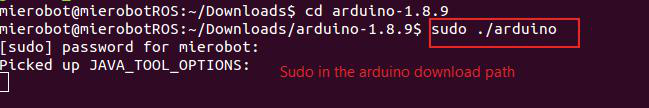 mierobot@mierobotROS:~/Downloads$ cd arduino-1.8.9
mierobot@mierobotROS:~/Downloads/arduino-1.8.9$ sudo ./arduino
[sudo] password for mierobot:
Picked up JAVA_TOOL_OPTIONS:
Sudo in the arduino download path